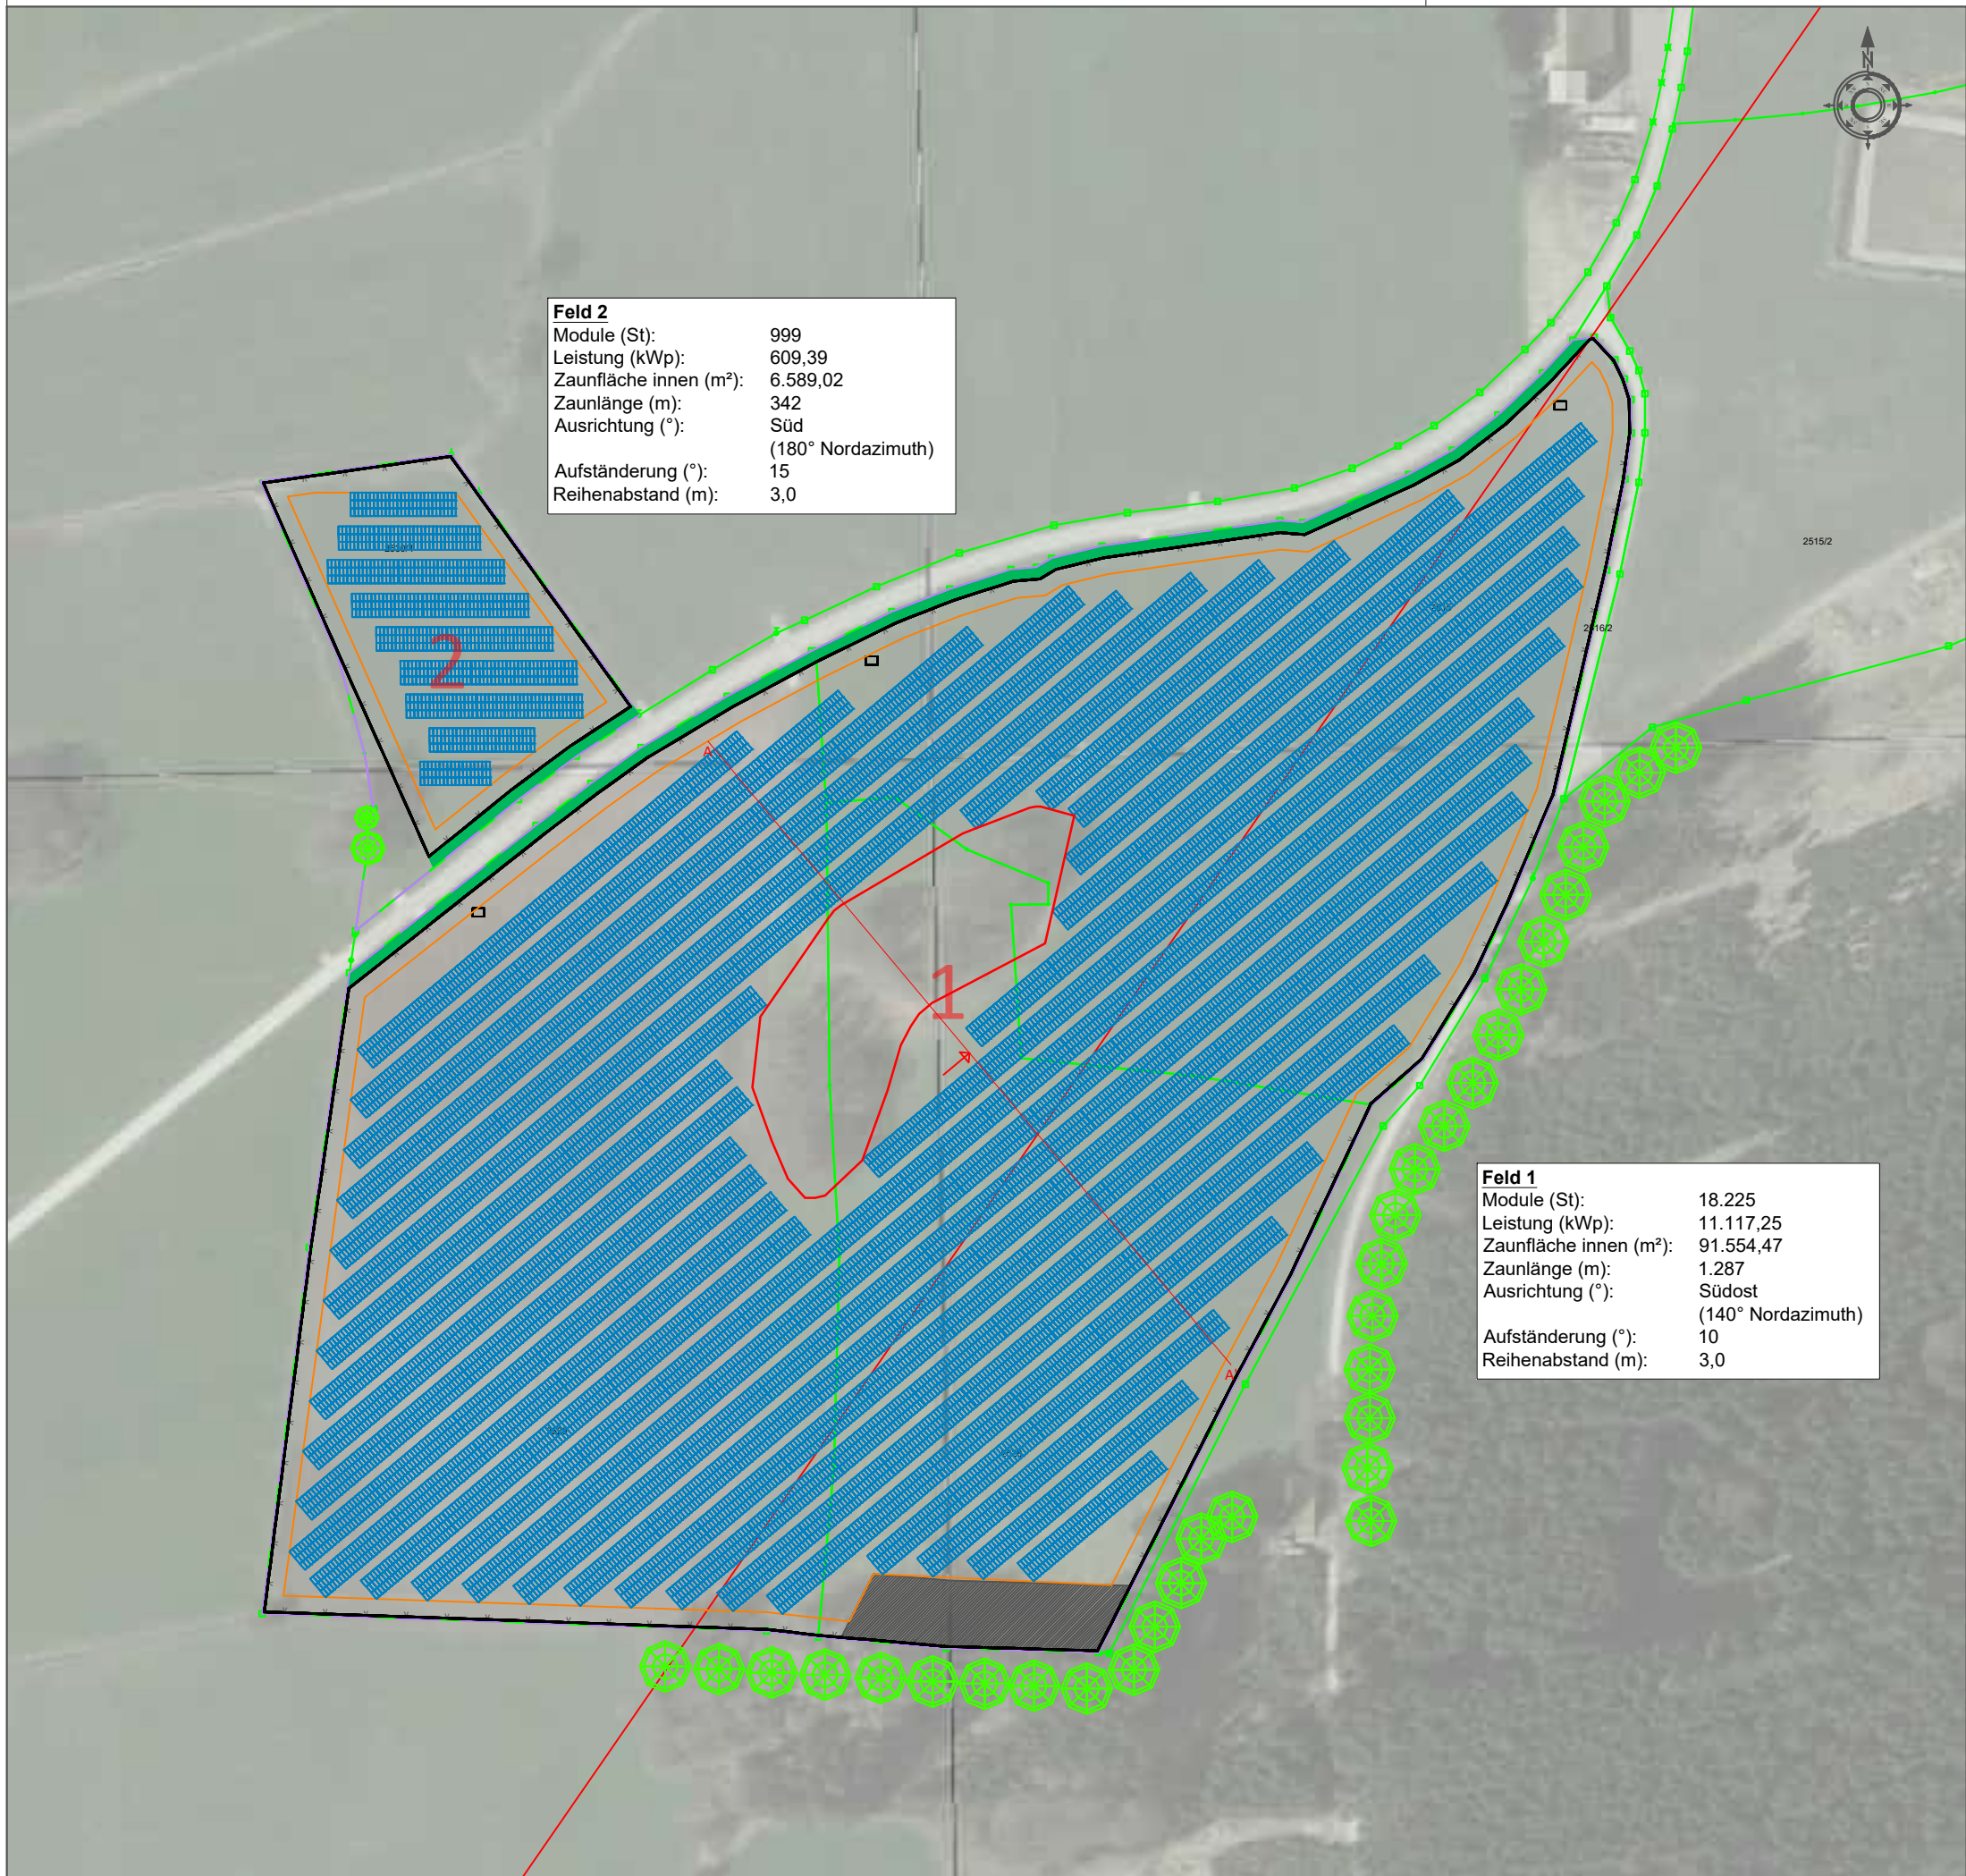 N
Feld 2
Module (St): 999
Leistung (kWp): 609,39
Zaunfläche innen (m²): 6.589,02
Zaunlänge (m): 342
Ausrichtung (°): Süd
(180° Nordazimuth)
Aufständerung (°): 15
Reihenabstand (m): 3,0
2515/2
2516/2
2
A
1
Feld 1
Module (St): 18.225
Leistung (kWp): 11.117,25
Zaunfläche innen (m²): 91.554,47
Zaunlänge (m): 1.287
Ausrichtung (°): Südost
(140° Nordazimuth)
Aufständerung (°): 10
Reihenabstand (m): 3,0
A'